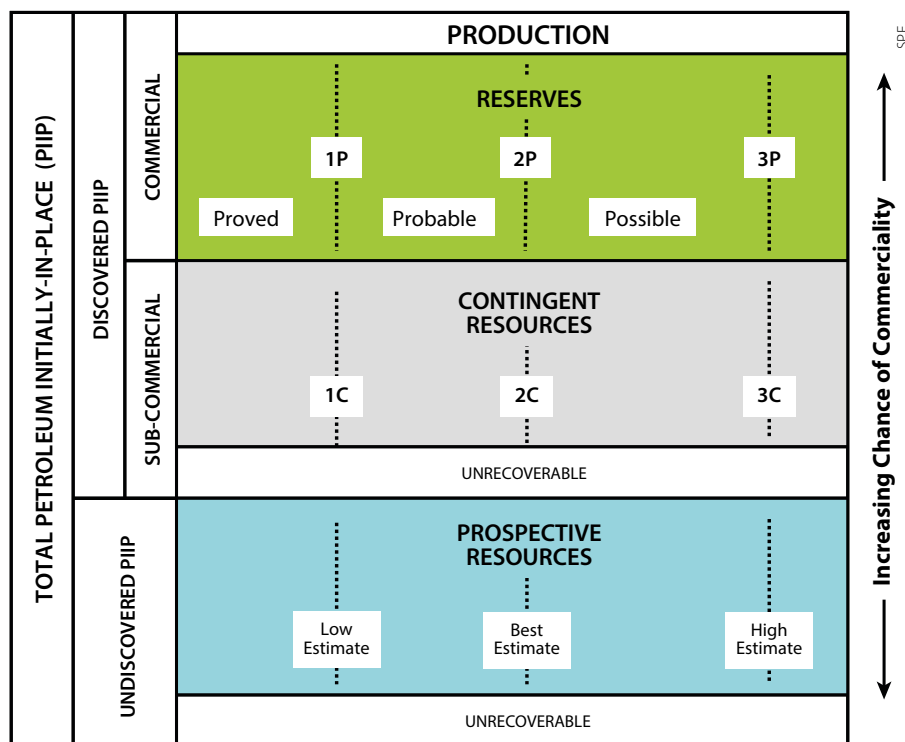 TOTAL PETROLEUM INITIALLY-IN-PLACE (PIIP)
DISCOVERED PIIP
UNDISCOVERED PIIP
COMMERCIAL
SUB-COMMERCIAL
PRODUCTION
RESERVES
1P
2P
3P
Proved
Probable
Possible
CONTINGENT
RESOURCES
1C
2C
3C
UNRECOVERABLE
PROSPECTIVE
RESOURCES
Low
Estimate
Best
Estimate
High
Estimate
UNRECOVERABLE
Increasing Chance of Commerciality